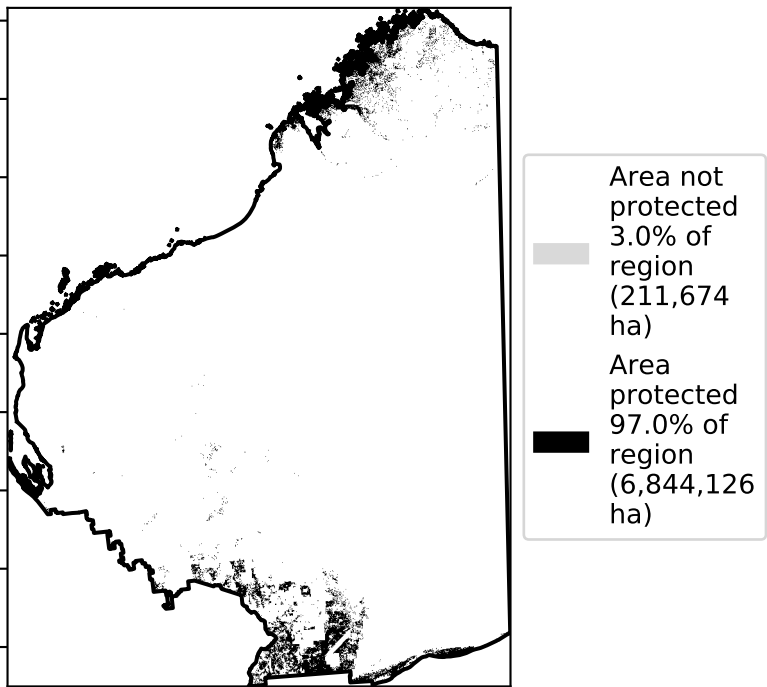 Area not
protected
3.0% of
region
(211,674
ha)
Area
protected
97.0% of
region
(6,844,126
ha)